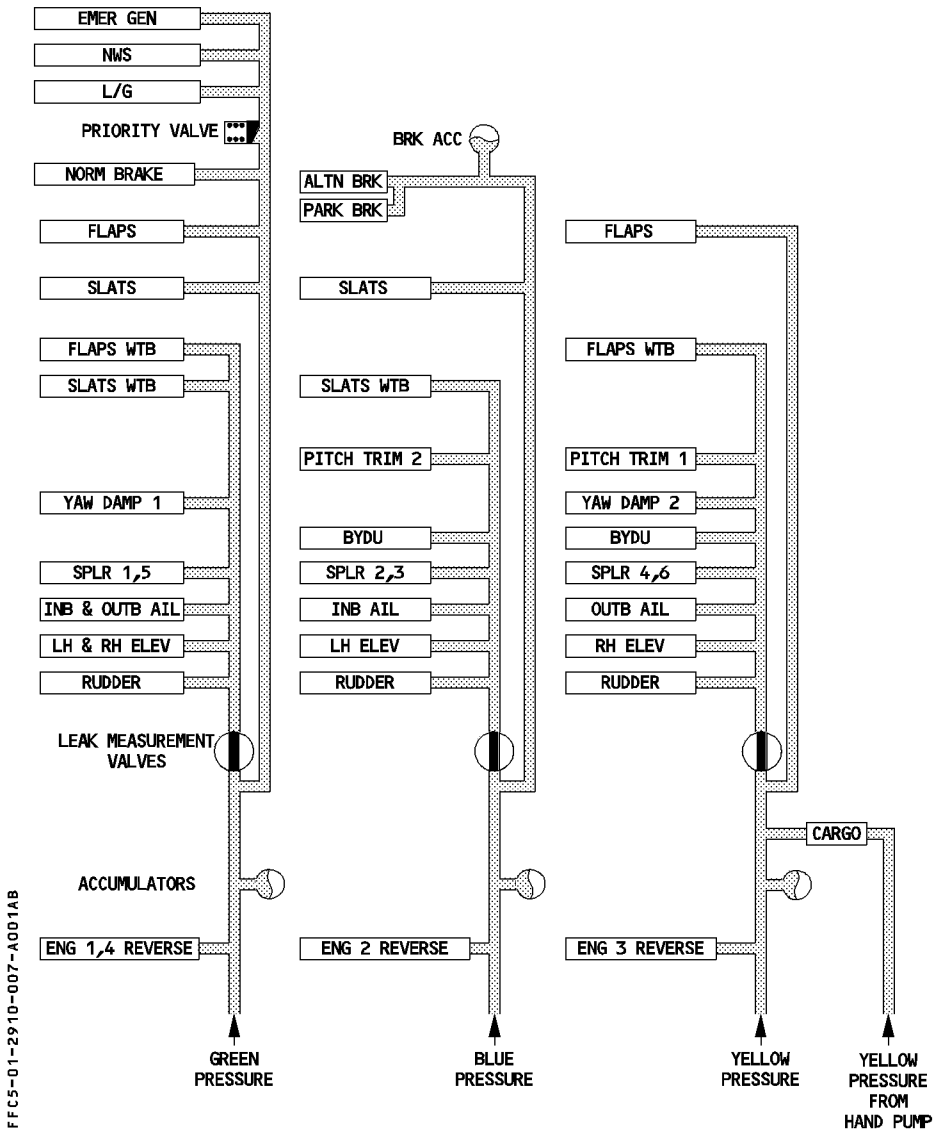 EMER GEN
NWS
L/G
PRIORITY VALVE
NORM BRAKE
FLAPS
SLATS
FLAPS WTB
SLATS WTB
YAW DAMP 1
SPLR 1,5
INB & OUTB AIL
LH & RH ELEV
RUDDER
LEAK MEASUREMENT
VALVES
ACCUMULATORS
ENG 1,4 REVERSE
GREEN
PRESSURE
BRK ACC
ALTN BRK
PARK BRK
SLATS
SLATS WTB
PITCH TRIM 2
BYDU
SPLR 2,3
INB AIL
LH ELEV
RUDDER
ENG 2 REVERSE
BLUE
PRESSURE
FLAPS
FLAPS WTB
PITCH TRIM 1
YAW DAMP 2
BYDU
SPLR 4,6
OUTB AIL
RH ELEV
RUDDER
CARGO
ENG 3 REVERSE
YELLOW
PRESSURE
YELLOW
PRESSURE
FROM
HAND PUMP
FFC5-01-2910-007-A001AB